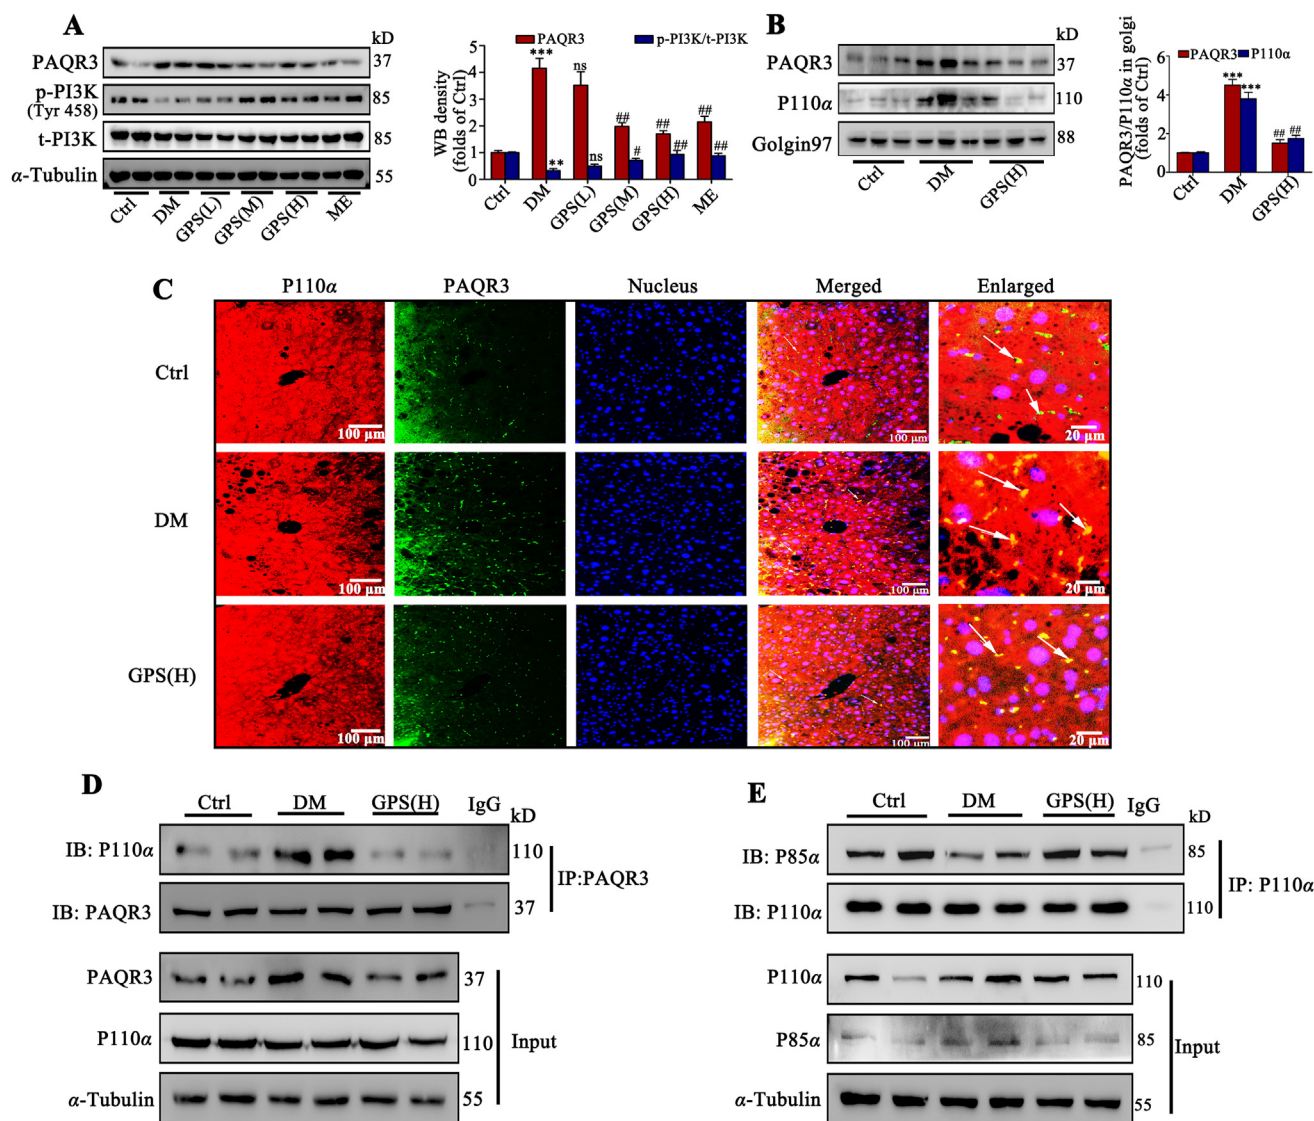 A
kD
PAQR3
37
p-PI3K
(Tyr 458)
85
t-PI3K
85
α-Tubulin
55
Ctrl
DM
GPS(L)
GPS(M)
GPS(H)
ME
PAQR3
p-PI3K/t-PI3K
WB density
(folds of Ctrl)
5
4
3
2
1
0
***
**
ns
ns
##
#
##
##
##
##
Ctrl
DM
GPS(L)
GPS(M)
GPS(H)
ME
B
kD
PAQR3
37
P110α
110
Golgin97
88
Ctrl
DM
GPS(H)
PAQR3
P110α
PAQR3/P110α in golgi
(folds of Ctrl)
6
4
2
0
***
***
##
##
Ctrl
DM
GPS(H)
C
P110α
PAQR3
Nucleus
Merged
Enlarged
Ctrl
100 μm
100 μm
20 μm
DM
100 μm
100 μm
20 μm
GPS(H)
100 μm
100 μm
20 μm
D
Ctrl
DM
GPS(H)
IgG
kD
IB: P110α
110
IP:PAQR3
IB: PAQR3
37
PAQR3
37
P110α
110
Input
α-Tubulin
55
E
Ctrl
DM
GPS(H)
IgG
kD
IB: P85α
85
IP: P110α
IB: P110α
110
P110α
110
P85α
85
Input
α-Tubulin
55